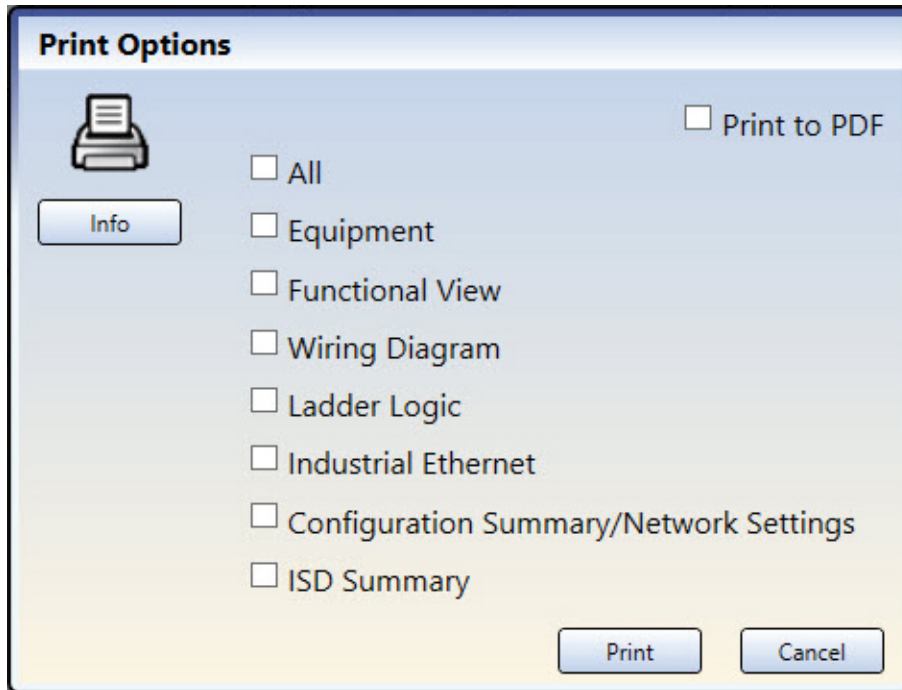 Print Options
Print to PDF
All
Info
Equipment
Functional View
Wiring Diagram
Ladder Logic
Industrial Ethernet
Configuration Summary/Network Settings
ISD Summary
Print
Cancel